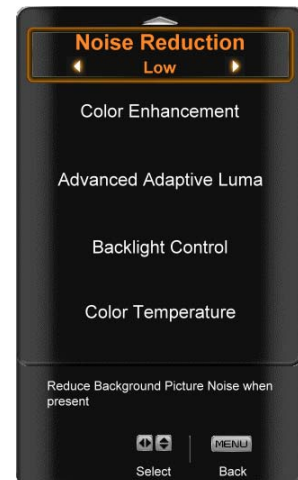 Noise Reduction
Low
Color Enhancement
Advanced Adaptive Luma
Backlight Control
Color Temperature
Reduce Background Picture Noise when
present
MENU
Select Back